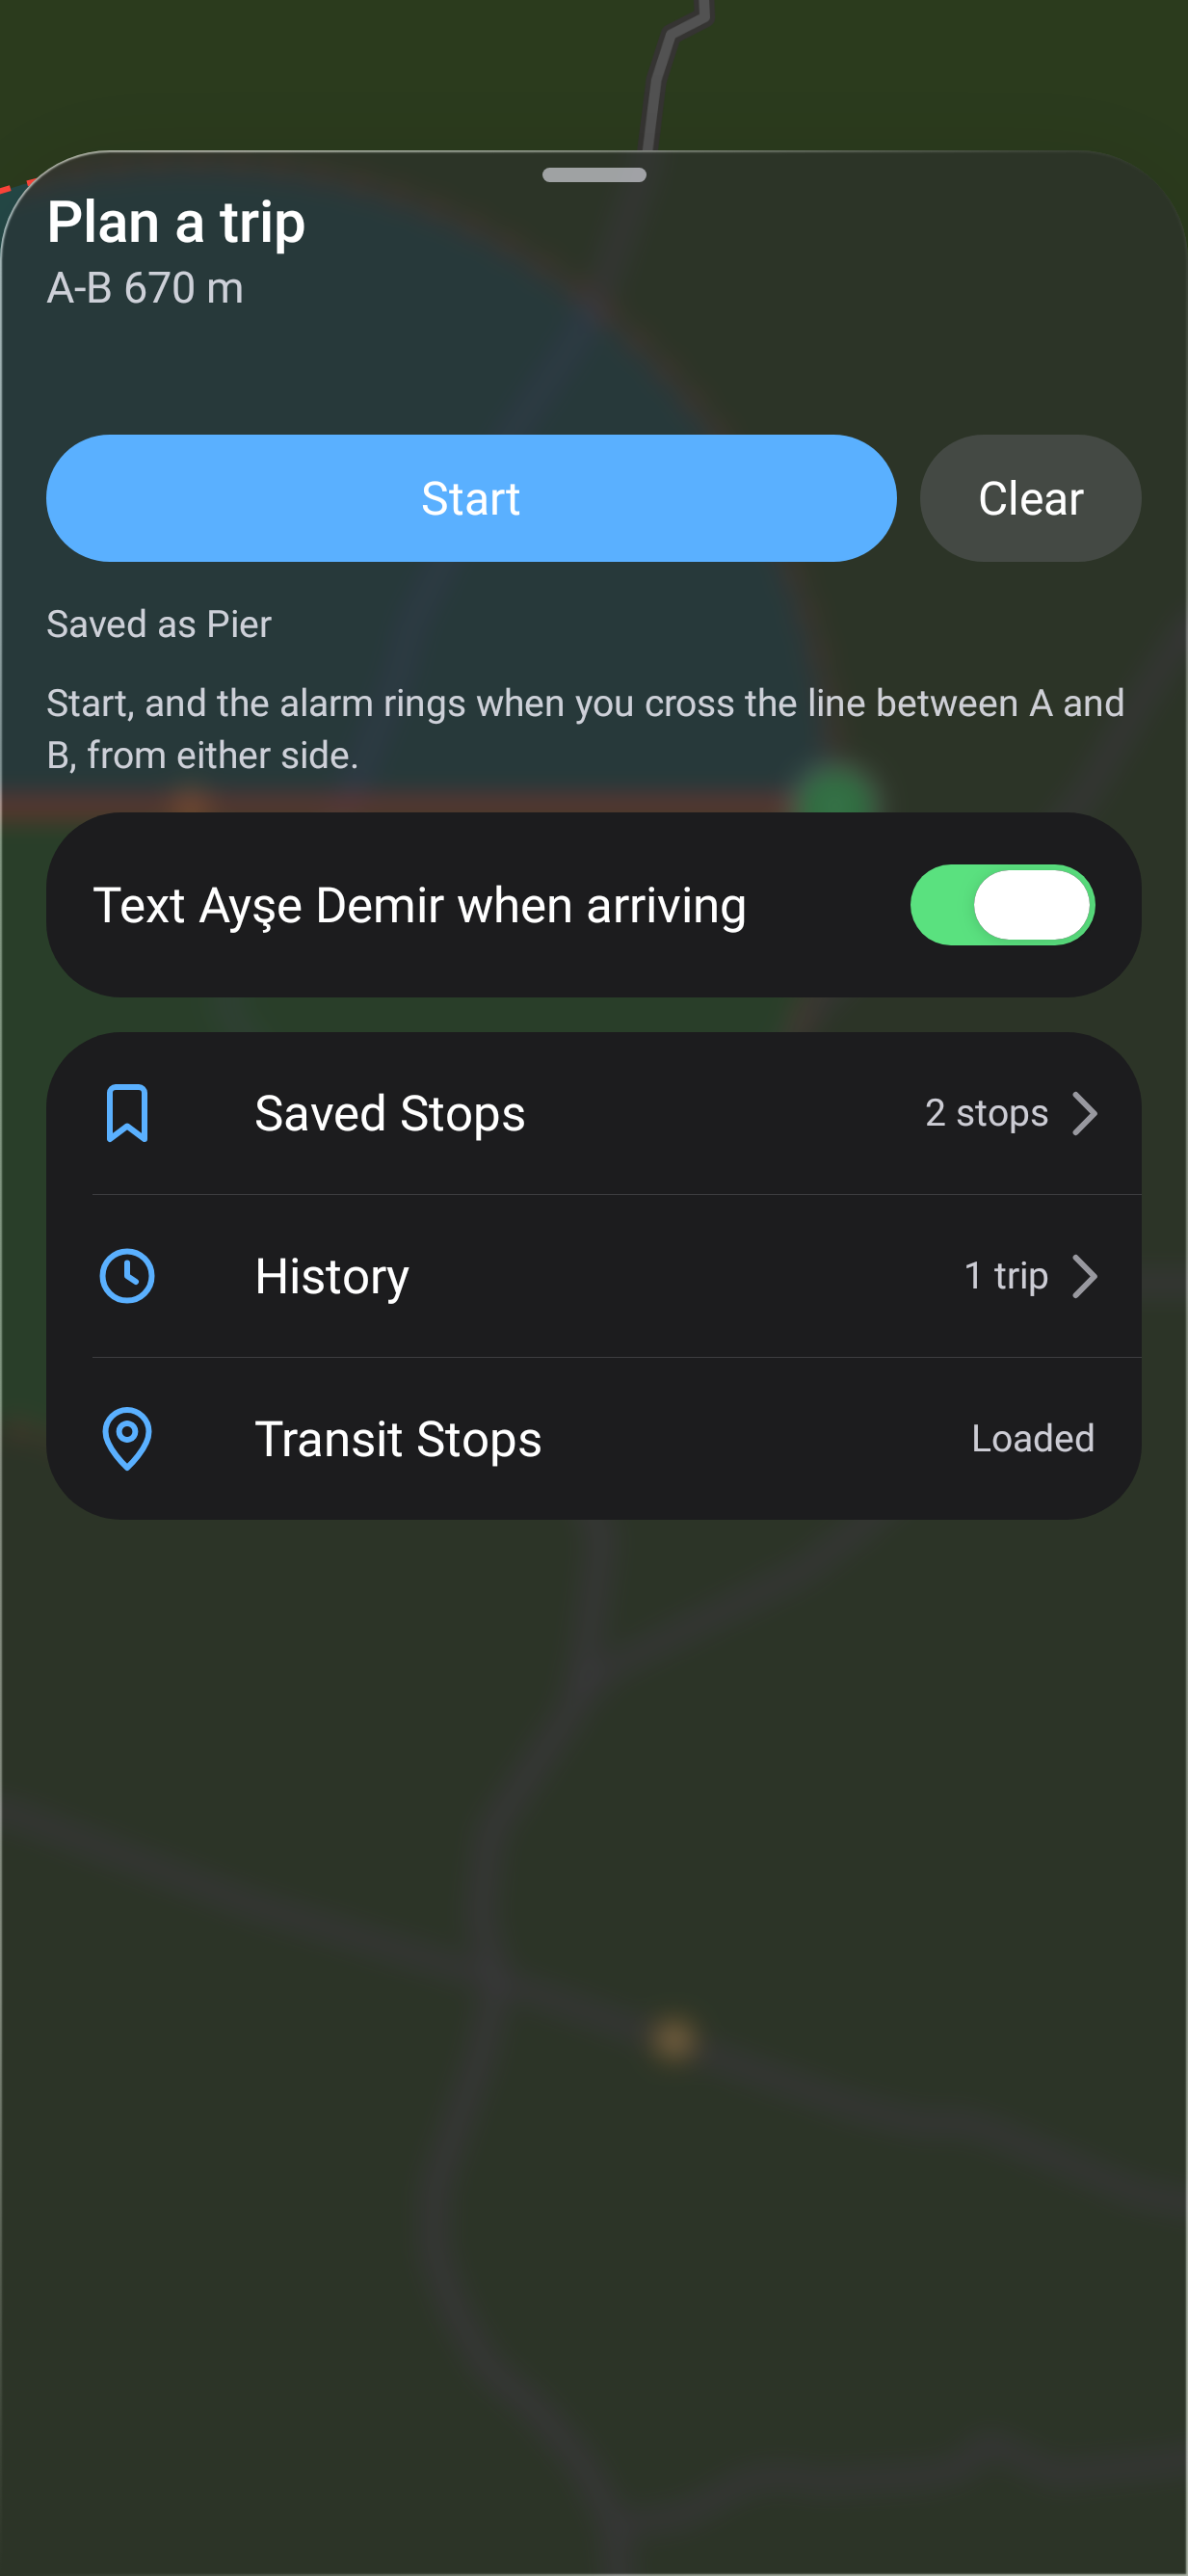 Plan a trip
A-B 670 m
Start
Clear
Saved as Pier
Start, and the alarm rings when you cross the line between A and
B, from either side.
Text Ayşe Demir when arriving
Saved Stops
2 stops
History
1 trip
Transit Stops
Loaded